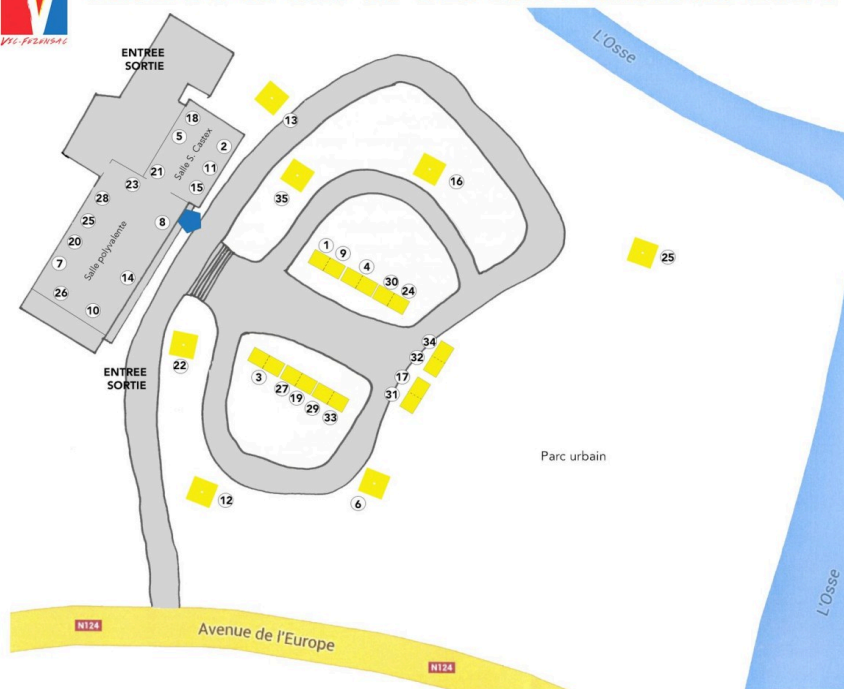 VIC-FEZENSAC
ENTREE
SORTIE
L'Osse
13
18
5
2
Salle S. Castex
11
21
15
23
28
35
16
25
8
20
Salle polyvalente
7
14
26
10
1
9
4
30
24
25
34
32
17
31
22
ENTREE
SORTIE
3
27
19
29
33
Parc urbain
12
6
L'Osse
N124
Avenue de l'Europe
N124